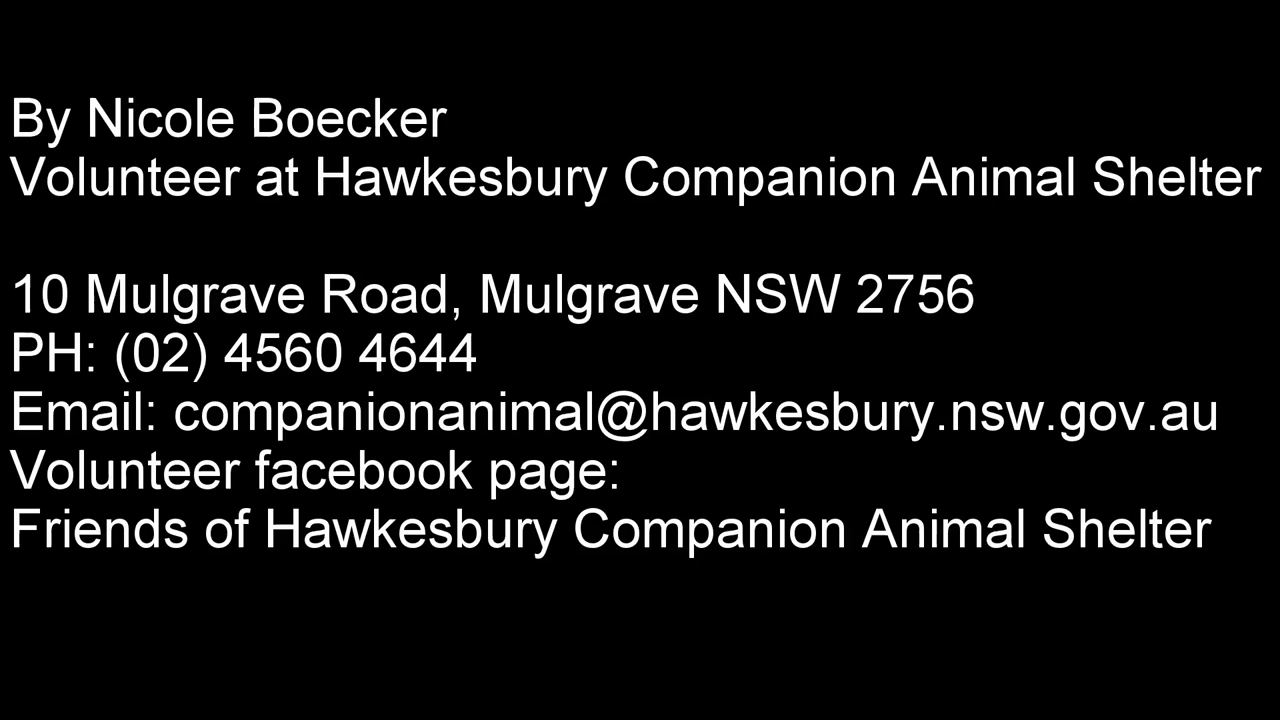 By Nicole Boecker
Volunteer at Hawkesbury Companion Animal Shelter
10 Mulgrave Road, Mulgrave NSW 2756
PH: (02) 4560 4644
Email: companionanimal@hawkesbury.nsw.gov.au
Volunteer facebook page:
Friends of Hawkesbury Companion Animal Shelter